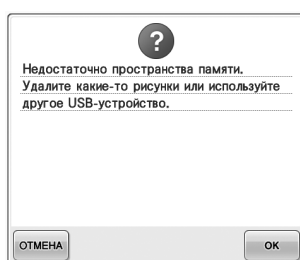 ?
Недостаточно пространства памяти.
Удалите какие-то рисунки или используйте
другое USB-устройство.
ОТМЕНА
OK